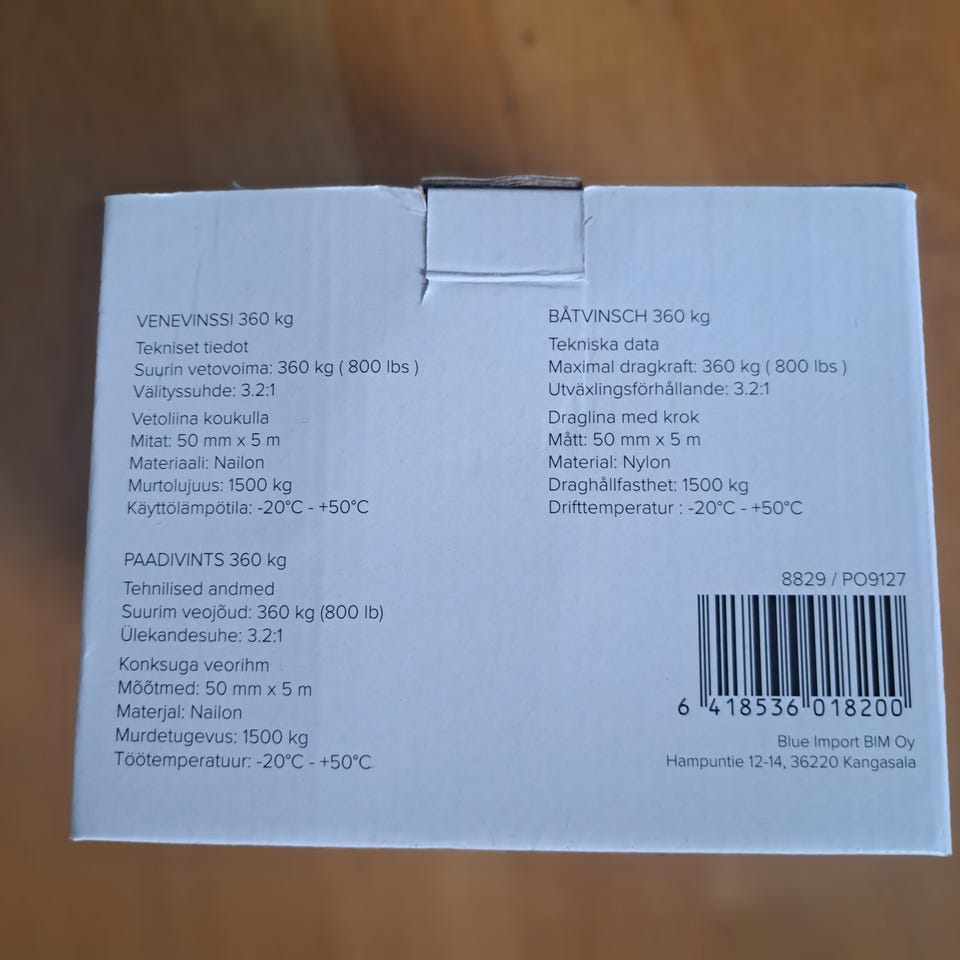 VENEVINSSI 360 kg
Tekniset tiedot
Suurin vetovoima: 360 kg ( 800 lbs )
Välityssuhde: 3.2:1
Vetoliina koukulla
Mitat: 50 mm x 5 m
Materiaali: Nailon
Murtolujuus: 1500 kg
Käyttölämpötila: -20°C - +50°C
BÅTVINSCH 360 kg
Tekniska data
Maximal dragkraft: 360 kg ( 800 lbs )
Utväxlingsförhållande: 3.2:1
Draglina med krok
Mått: 50 mm x 5 m
Material: Nylon
Draghållfasthet: 1500 kg
Drifttemperatur : -20°C - +50°C
PAADIVINTS 360 kg
Tehnilised andmed
Suurim veojõud: 360 kg (800 lb)
Ülekandesuhe: 3.2:1
Konksuga veorihm
Mõõtmed: 50 mm x 5 m
Materjal: Nailon
Murdetugevus: 1500 kg
Töötemperatuur: -20°C - +50°C.
8829 / PO9127
6 418536 018200
Blue Import BIM Oy
Hampuntie 12-14, 36220 Kangasala